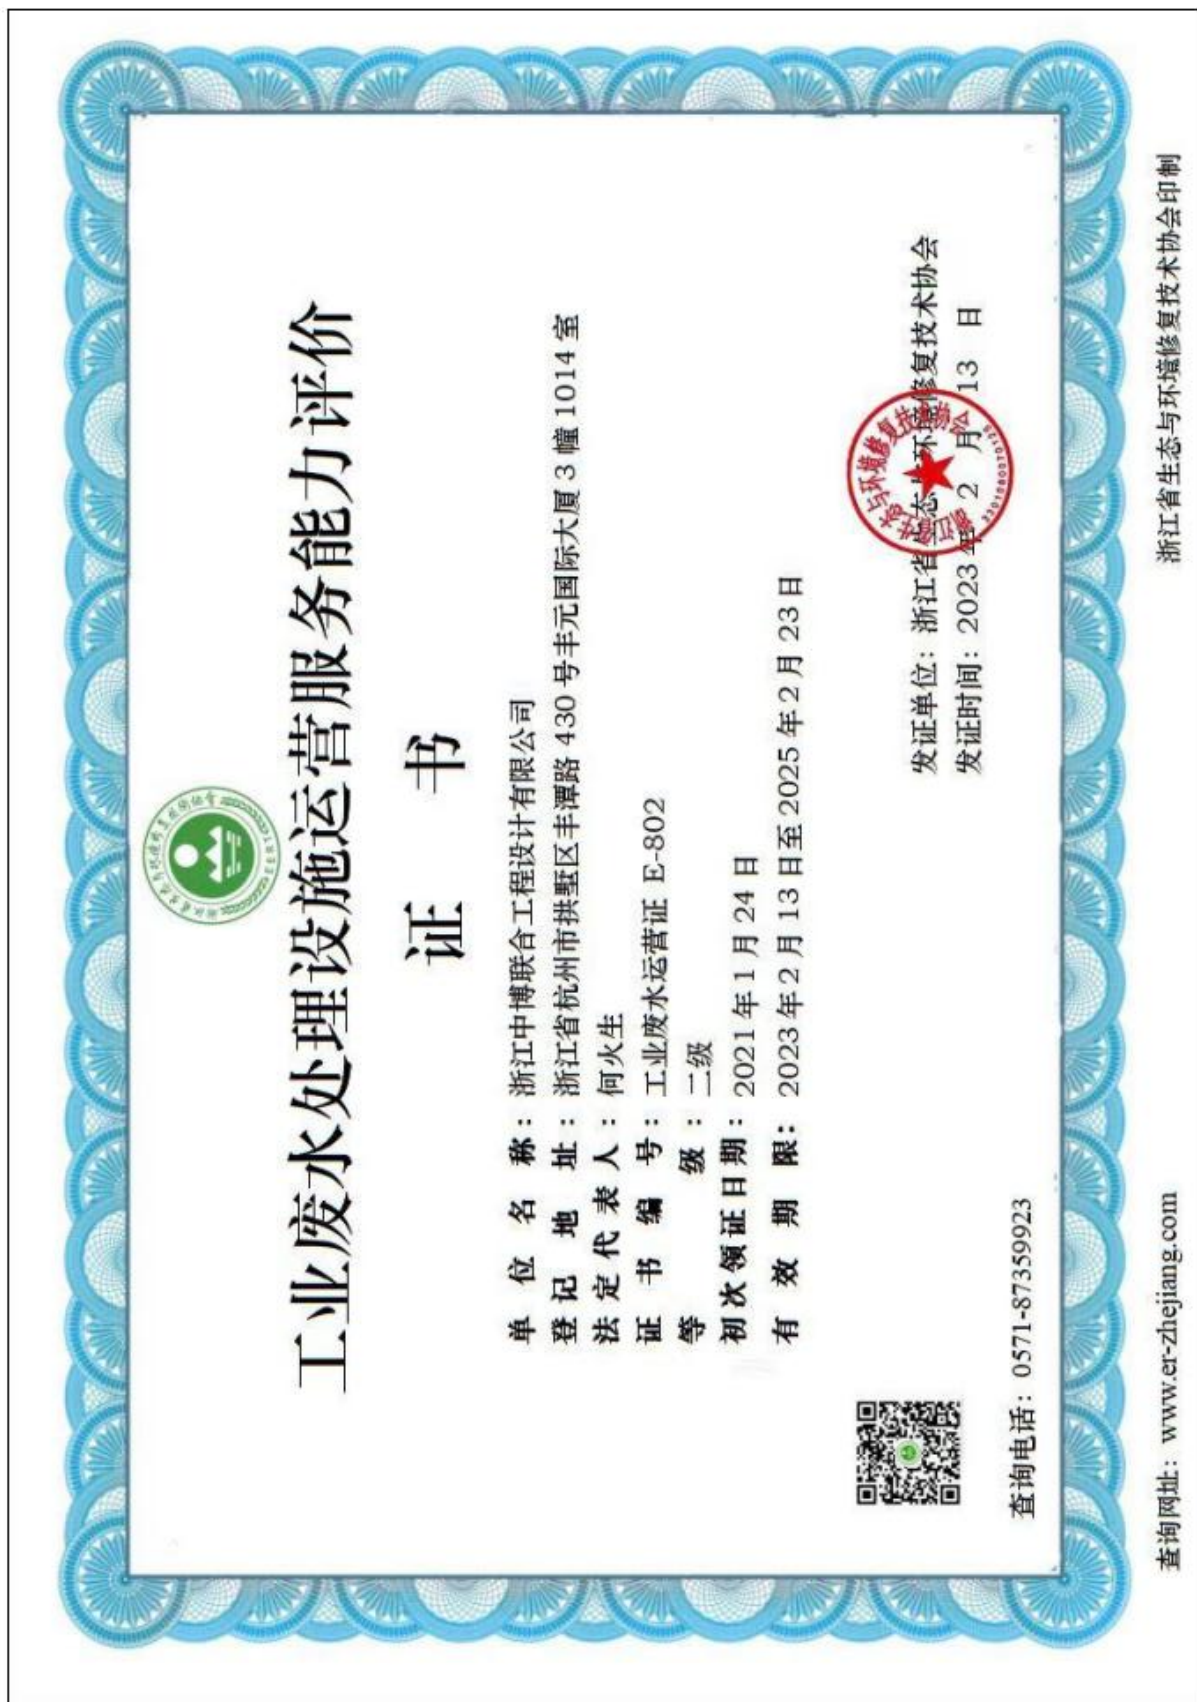 工业废水处理设施运营服务能力评价
证 书
单位名称：浙江中博联合工程设计有限公司
登记地址：浙江省杭州市拱墅区丰潭路 430 号丰元国际大厦 3 幢 1014 室
法定代表人：何火生
证书编号：工业废水运营证 E-802
等级：二级
初次领证日期：2021 年 1 月 24 日
有效期限：2023 年 2 月 13 日至 2025 年 2 月 23 日
发证单位：浙江省生态与环境修复技术协会
发证时间：2023 年 2 月 13 日
查询电话：0571-87359923
查询网址：www.er-zhejiang.com
浙江省生态与环境修复技术协会印制